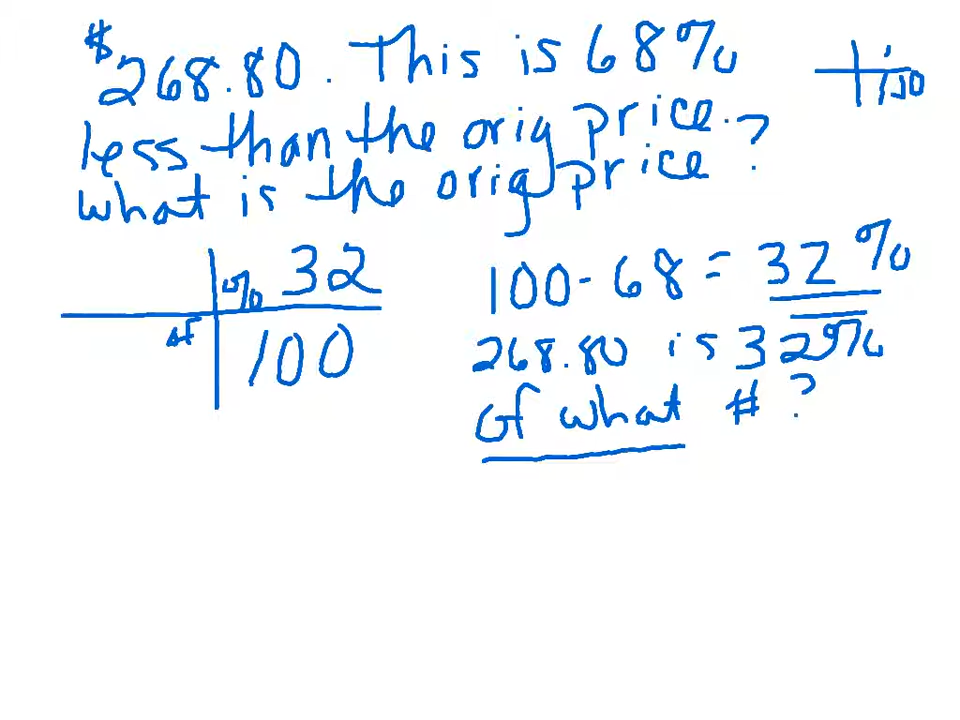 $268.80. This is 68%
less than the orig price.
what is the orig price ?
% 32
of 100
100 - 68 = 32%
268.80 is 32%
of what # ?